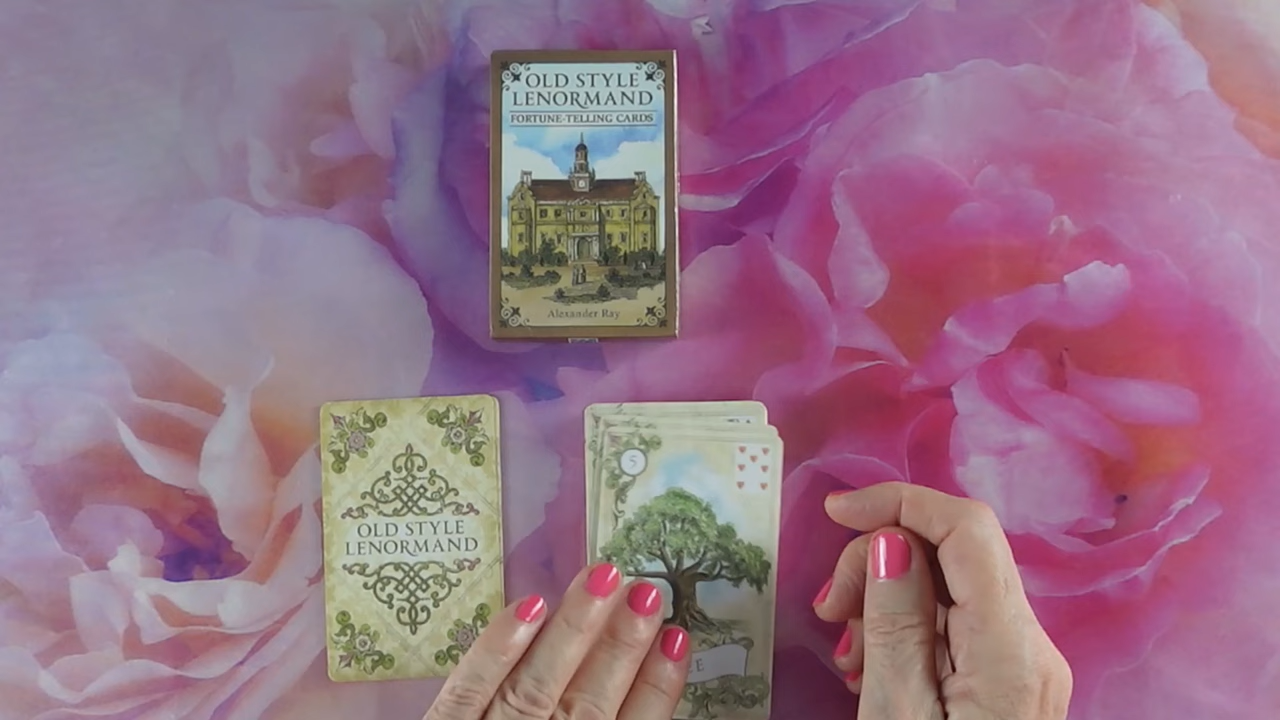 OLD STYLE
LENORMAND
FORTUNE-TELLING CARDS
Alexander Ray
OLD STYLE
LENORMAND
5